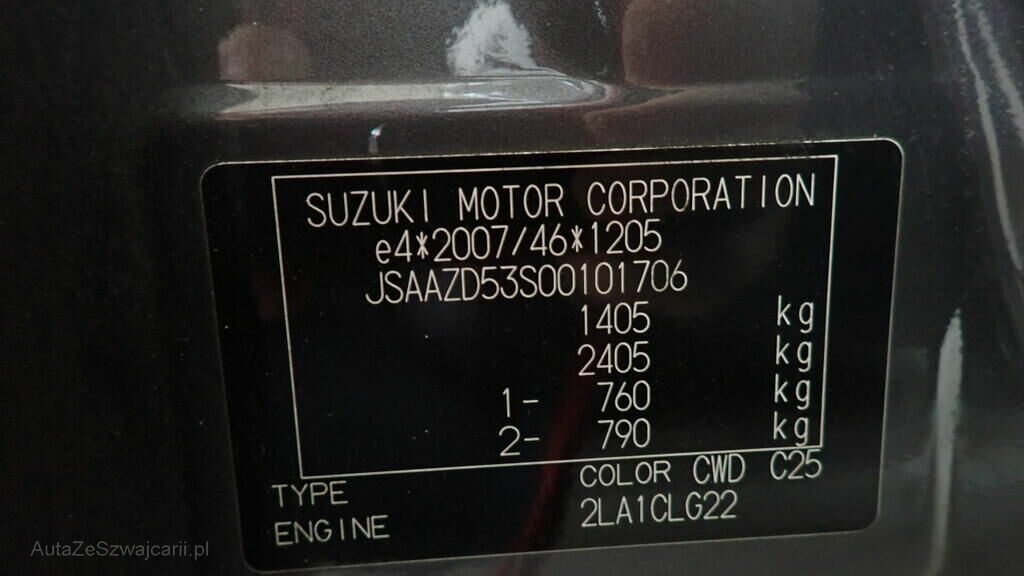 SUZUKI MOTOR CORPORATION
e4*2007/46*1205
JSAAZD53S00101706
1405 kg
2405 kg
1- 760 kg
2- 790 kg
TYPE COLOR CWD C25
ENGINE 2LA1CLG22
AutaZeSzwajcarii.pl